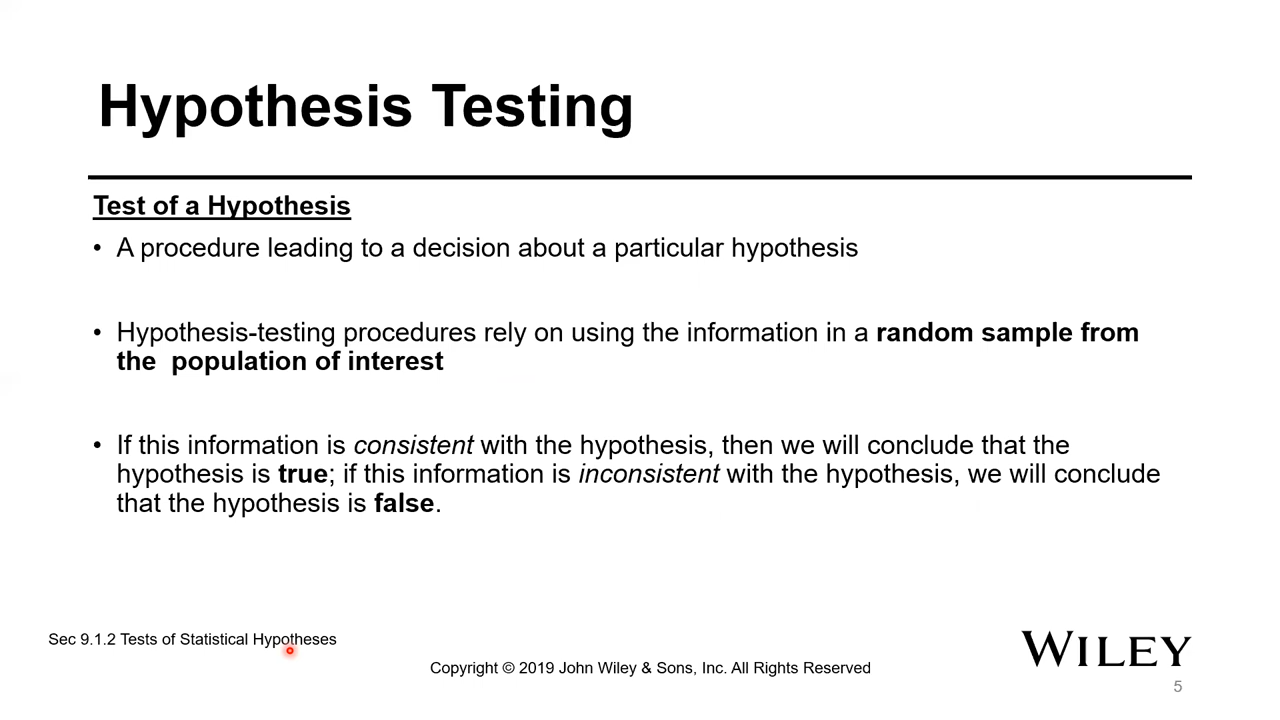 Hypothesis Testing
Test of a Hypothesis
• A procedure leading to a decision about a particular hypothesis
• Hypothesis-testing procedures rely on using the information in a random sample from
the population of interest
• If this information is consistent with the hypothesis, then we will conclude that the
hypothesis is true; if this information is inconsistent with the hypothesis, we will conclude
that the hypothesis is false.
Sec 9.1.2 Tests of Statistical Hypotheses
Copyright © 2019 John Wiley & Sons, Inc. All Rights Reserved
WILEY
5